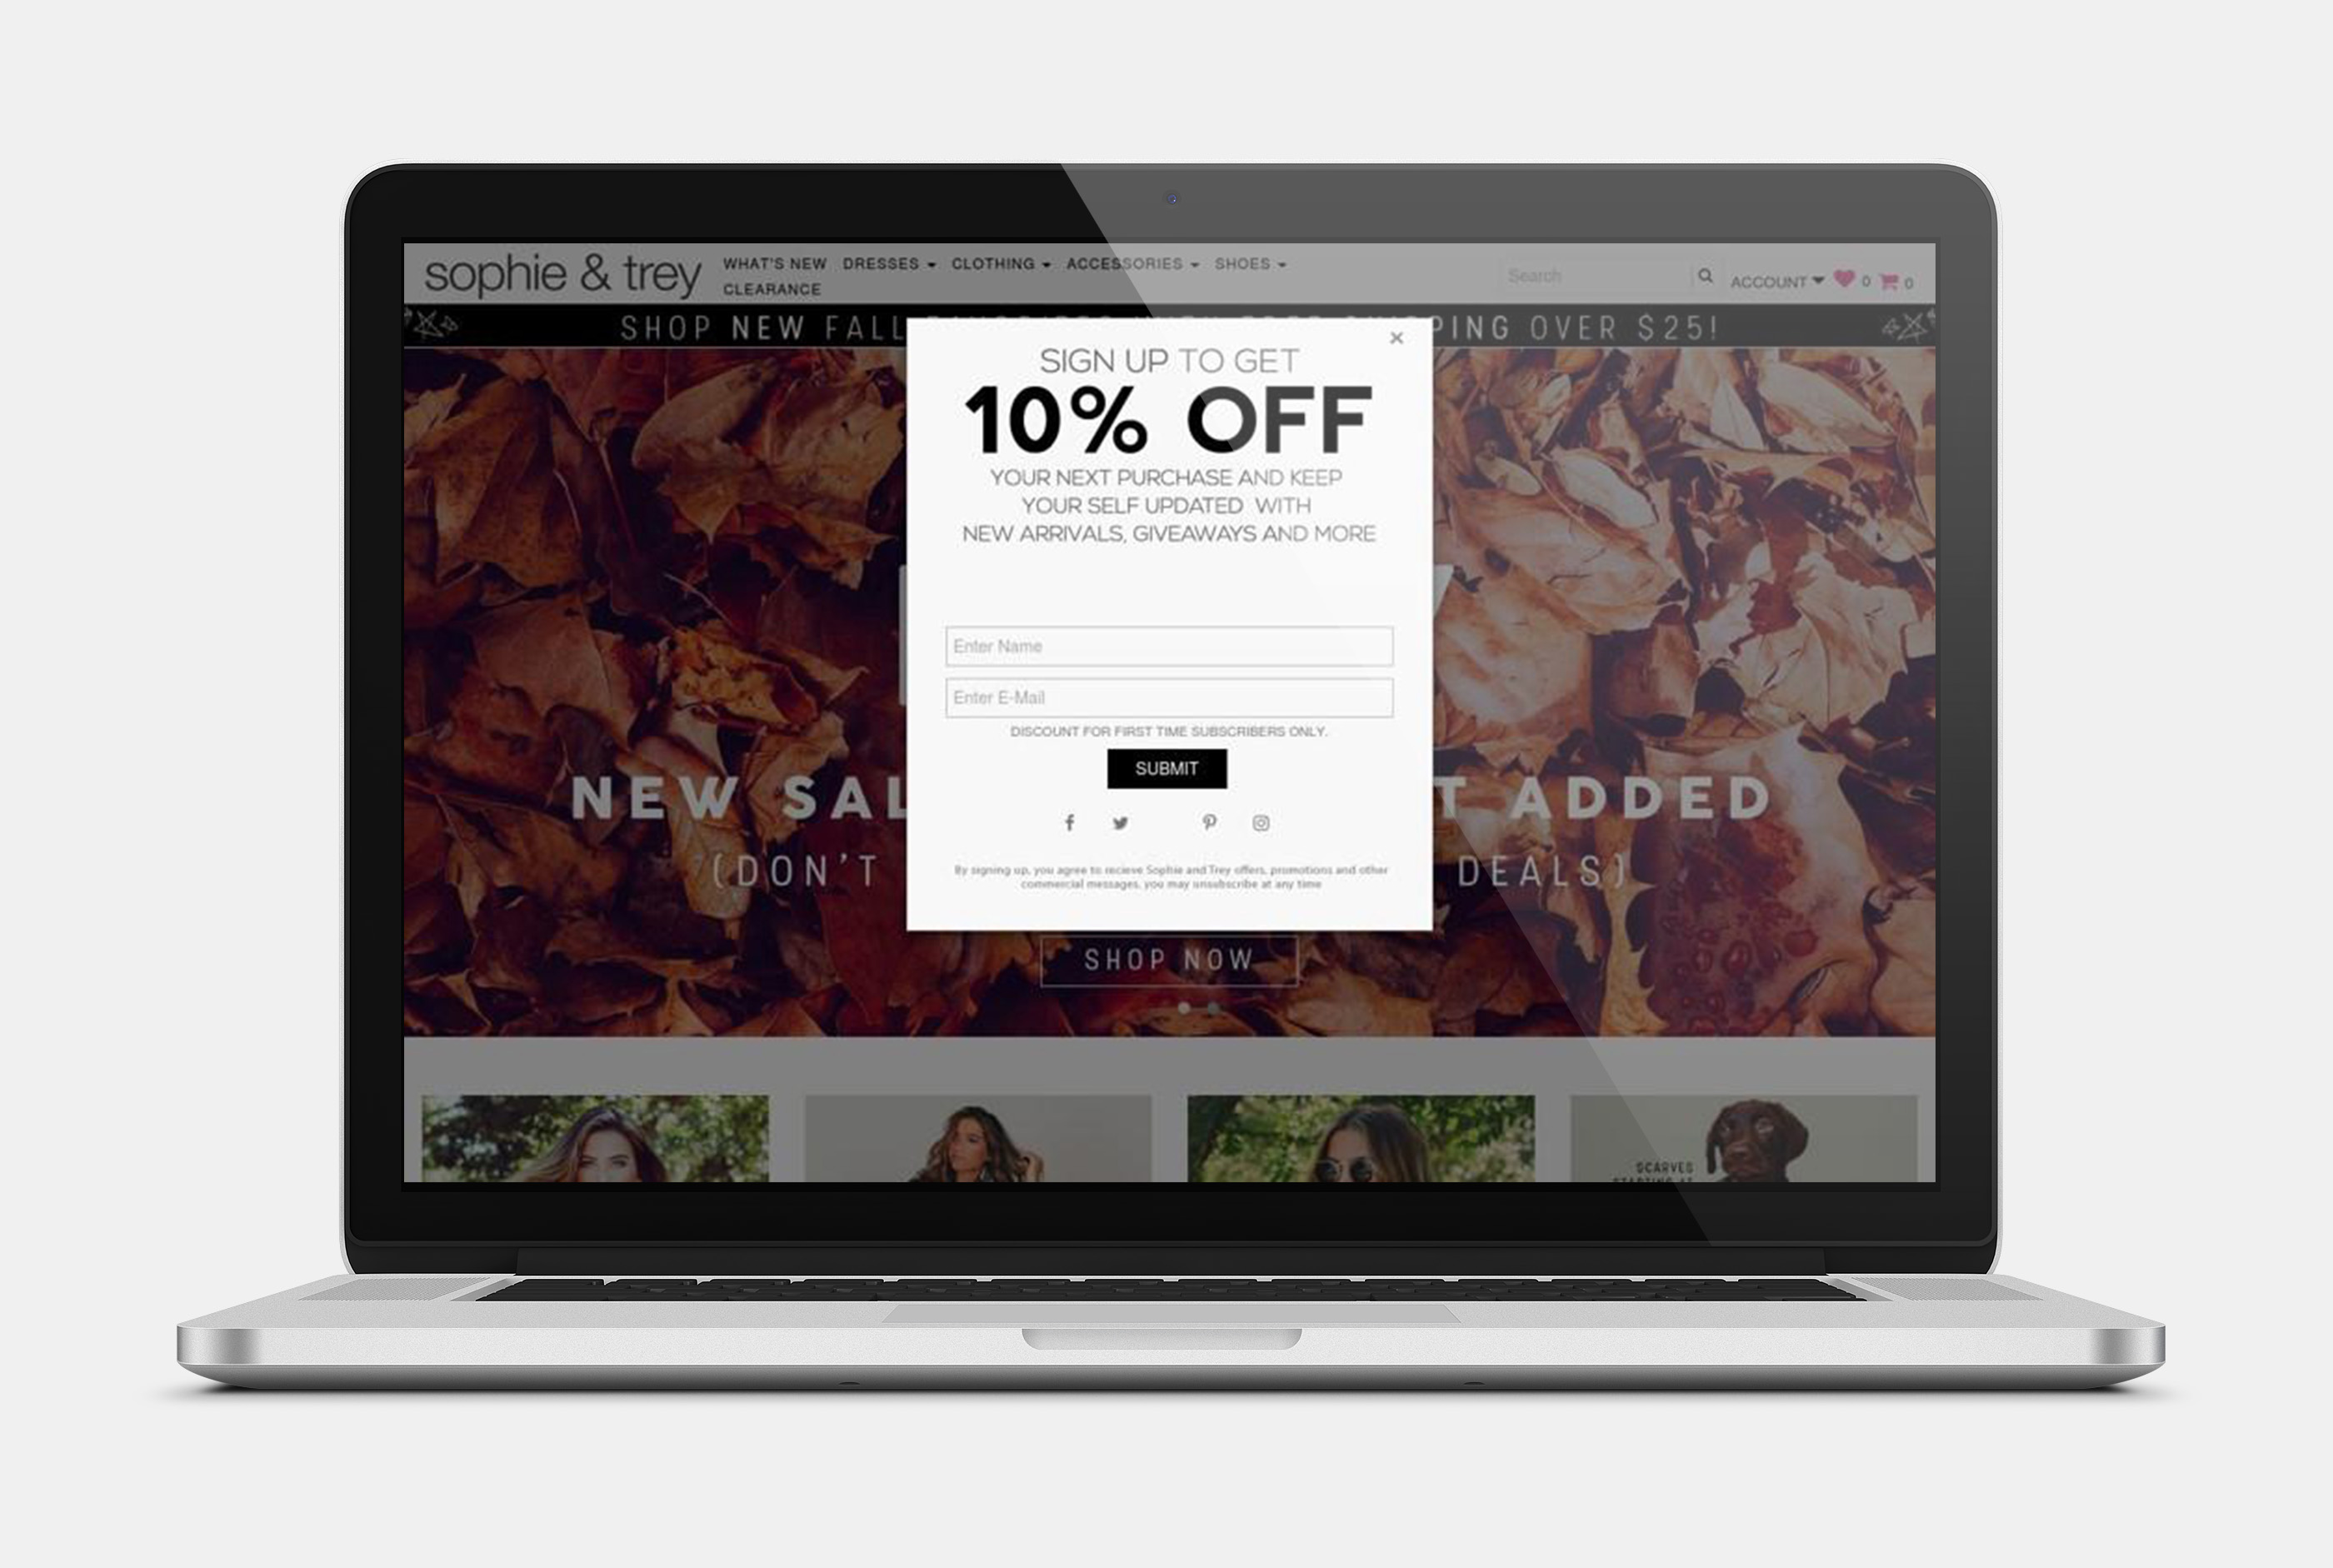 sophie & trey
WHAT'S NEW DRESSES CLOTHING ACCESSORIES SHOES
CLEARANCE
Search
ACCOUNT 0 0
SHOP NEW FALL PING OVER $25!
SIGN UP TO GET
10% OFF
YOUR NEXT PURCHASE AND KEEP
YOUR SELF UPDATED WITH
NEW ARRIVALS, GIVEAWAYS AND MORE
Enter Name
Enter E-Mail
DISCOUNT FOR FIRST TIME SUBSCRIBERS ONLY.
SUBMIT
By signing up, you agree to recieve Sophie and Trey offers, promotions and other
commercial messages, you may unsubscribe at any time
NEW SAL T ADDED
(DON'T DEALS)
SHOP NOW
SCARVES
STARTING AT